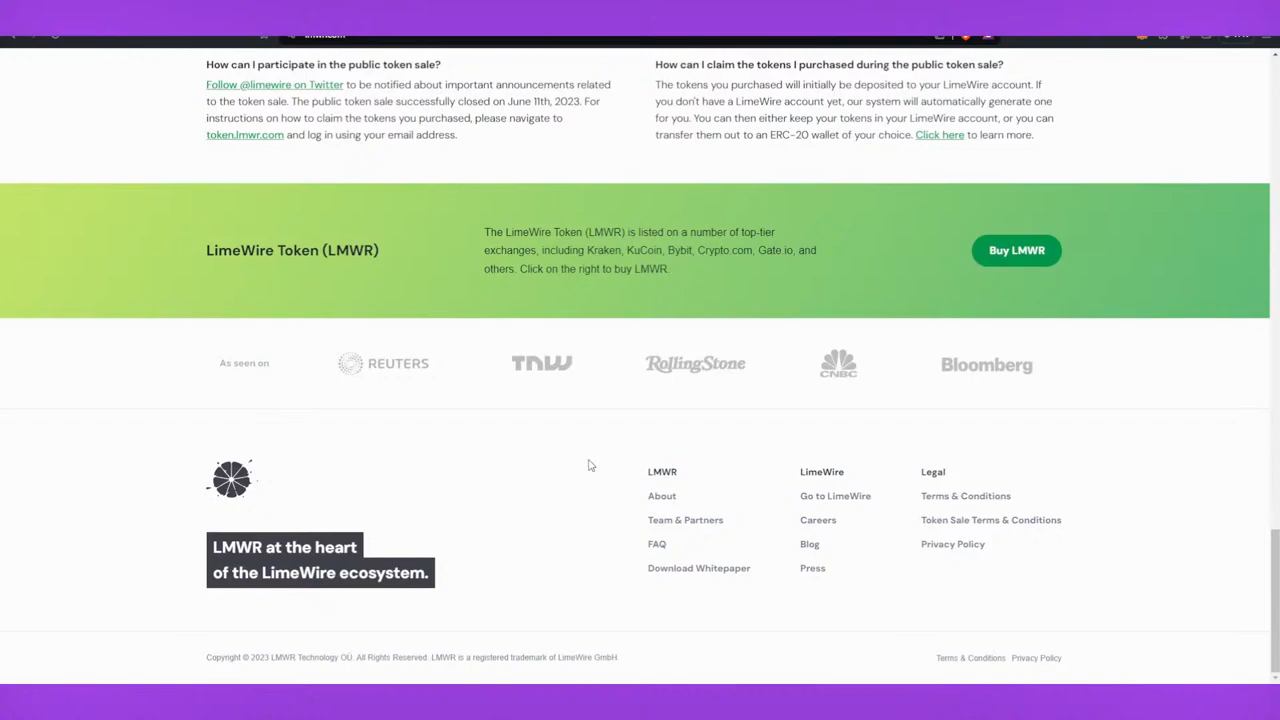 How can I participate in the public token sale?
Follow @limewire on Twitter to be notified about important announcements related
to the token sale. The public token sale successfully closed on June 11th, 2023. For
instructions on how to claim the tokens you purchased, please navigate to
token.lmwr.com and log in using your email address.
How can I claim the tokens I purchased during the public token sale?
The tokens you purchased will initially be deposited to your LimeWire account. If
you don't have a LimeWire account yet, our system will automatically generate one
for you. You can then either keep your tokens in your LimeWire account, or you can
transfer them out to an ERC-20 wallet of your choice. Click here to learn more.
LimeWire Token (LMWR)
The LimeWire Token (LMWR) is listed on a number of top-tier
exchanges, including Kraken, KuCoin, Bybit, Crypto.com, Gate.io, and
others. Click on the right to buy LMWR.
Buy LMWR
As seen on
REUTERS
TNW
RollingStone
CNBC
Bloomberg
LMWR at the heart
of the LimeWire ecosystem.
LMWR
About
Team & Partners
FAQ
Download Whitepaper
LimeWire
Go to LimeWire
Careers
Blog
Press
Legal
Terms & Conditions
Token Sale Terms & Conditions
Privacy Policy
Copyright © 2023 LMWR Technology OÜ. All Rights Reserved. LMWR is a registered trademark of LimeWire GmbH.
Terms & Conditions Privacy Policy